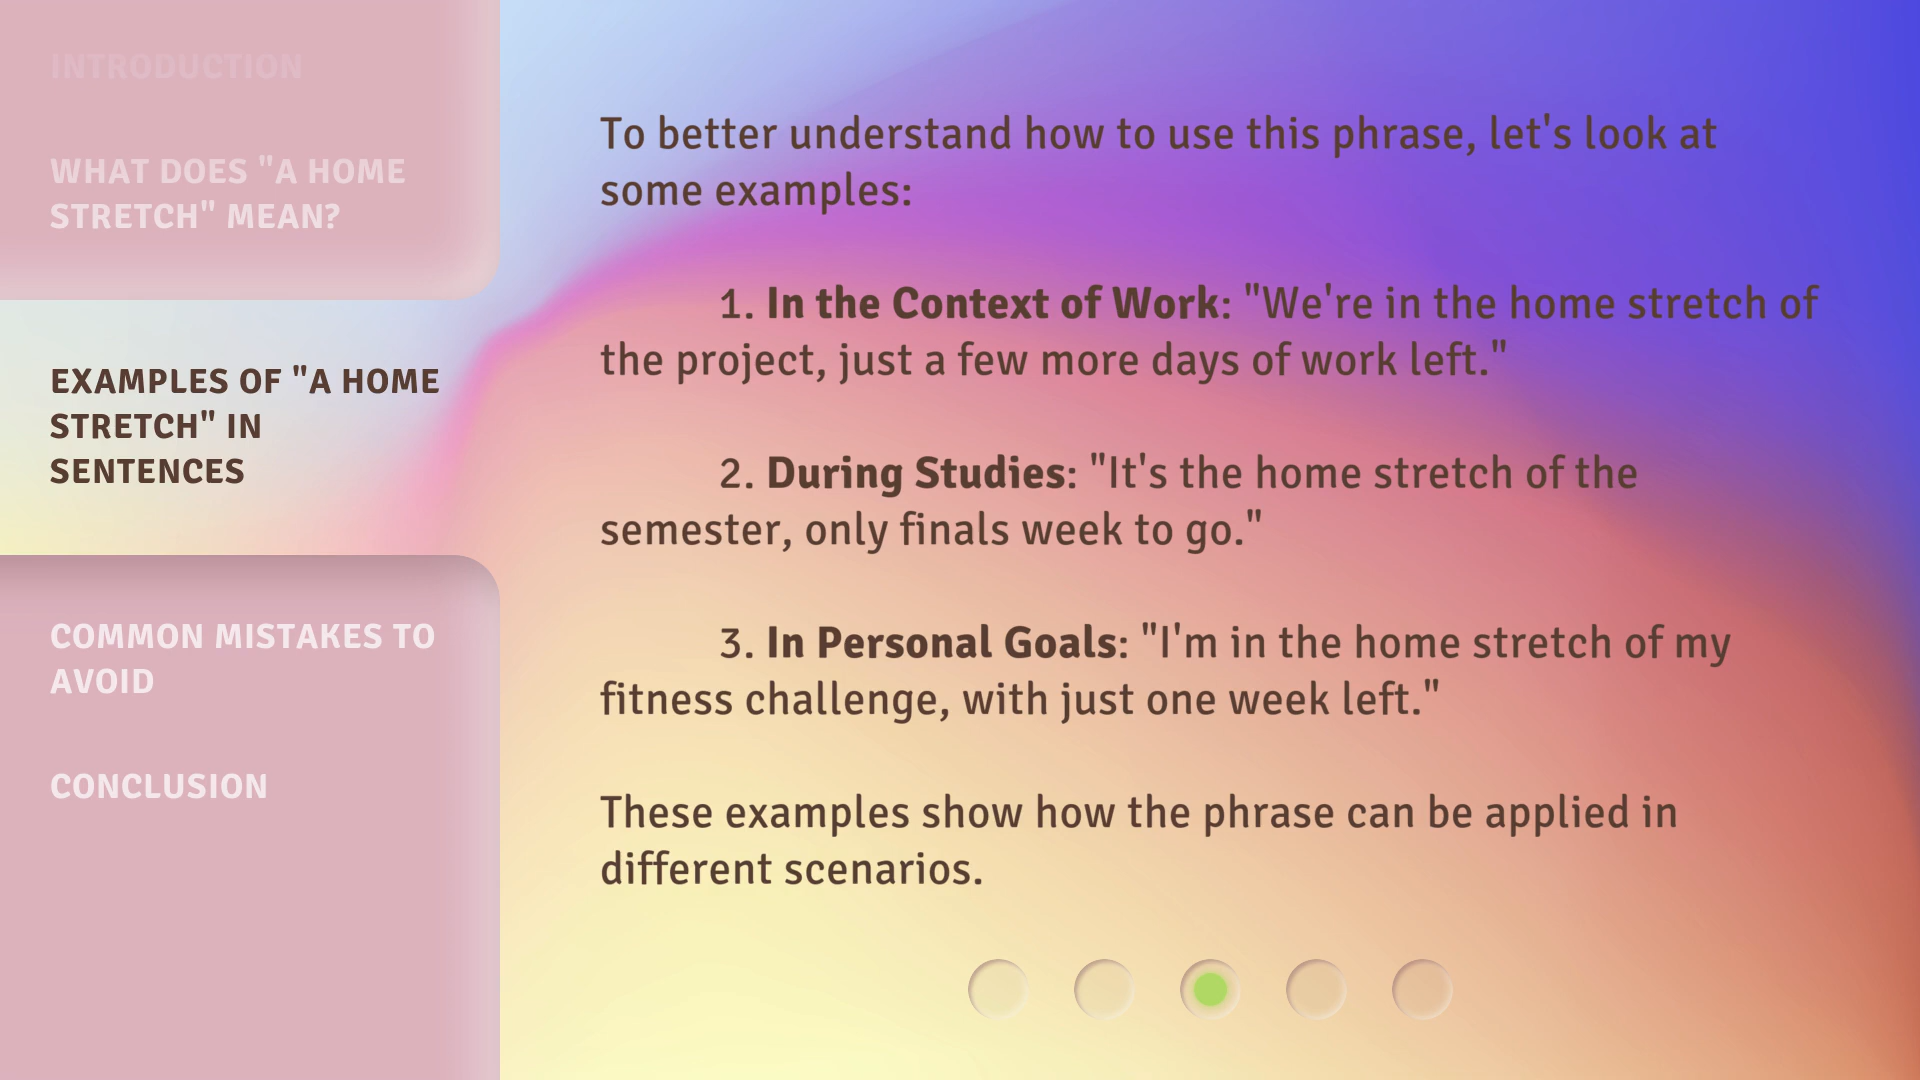 INTRODUCTION
WHAT DOES "A HOME
STRETCH" MEAN?
EXAMPLES OF "A HOME
STRETCH" IN
SENTENCES
COMMON MISTAKES TO
AVOID
CONCLUSION
To better understand how to use this phrase, let's look at
some examples:
1. In the Context of Work: "We're in the home stretch of
the project, just a few more days of work left."
2. During Studies: "It's the home stretch of the
semester, only finals week to go."
3. In Personal Goals: "I'm in the home stretch of my
fitness challenge, with just one week left."
These examples show how the phrase can be applied in
different scenarios.